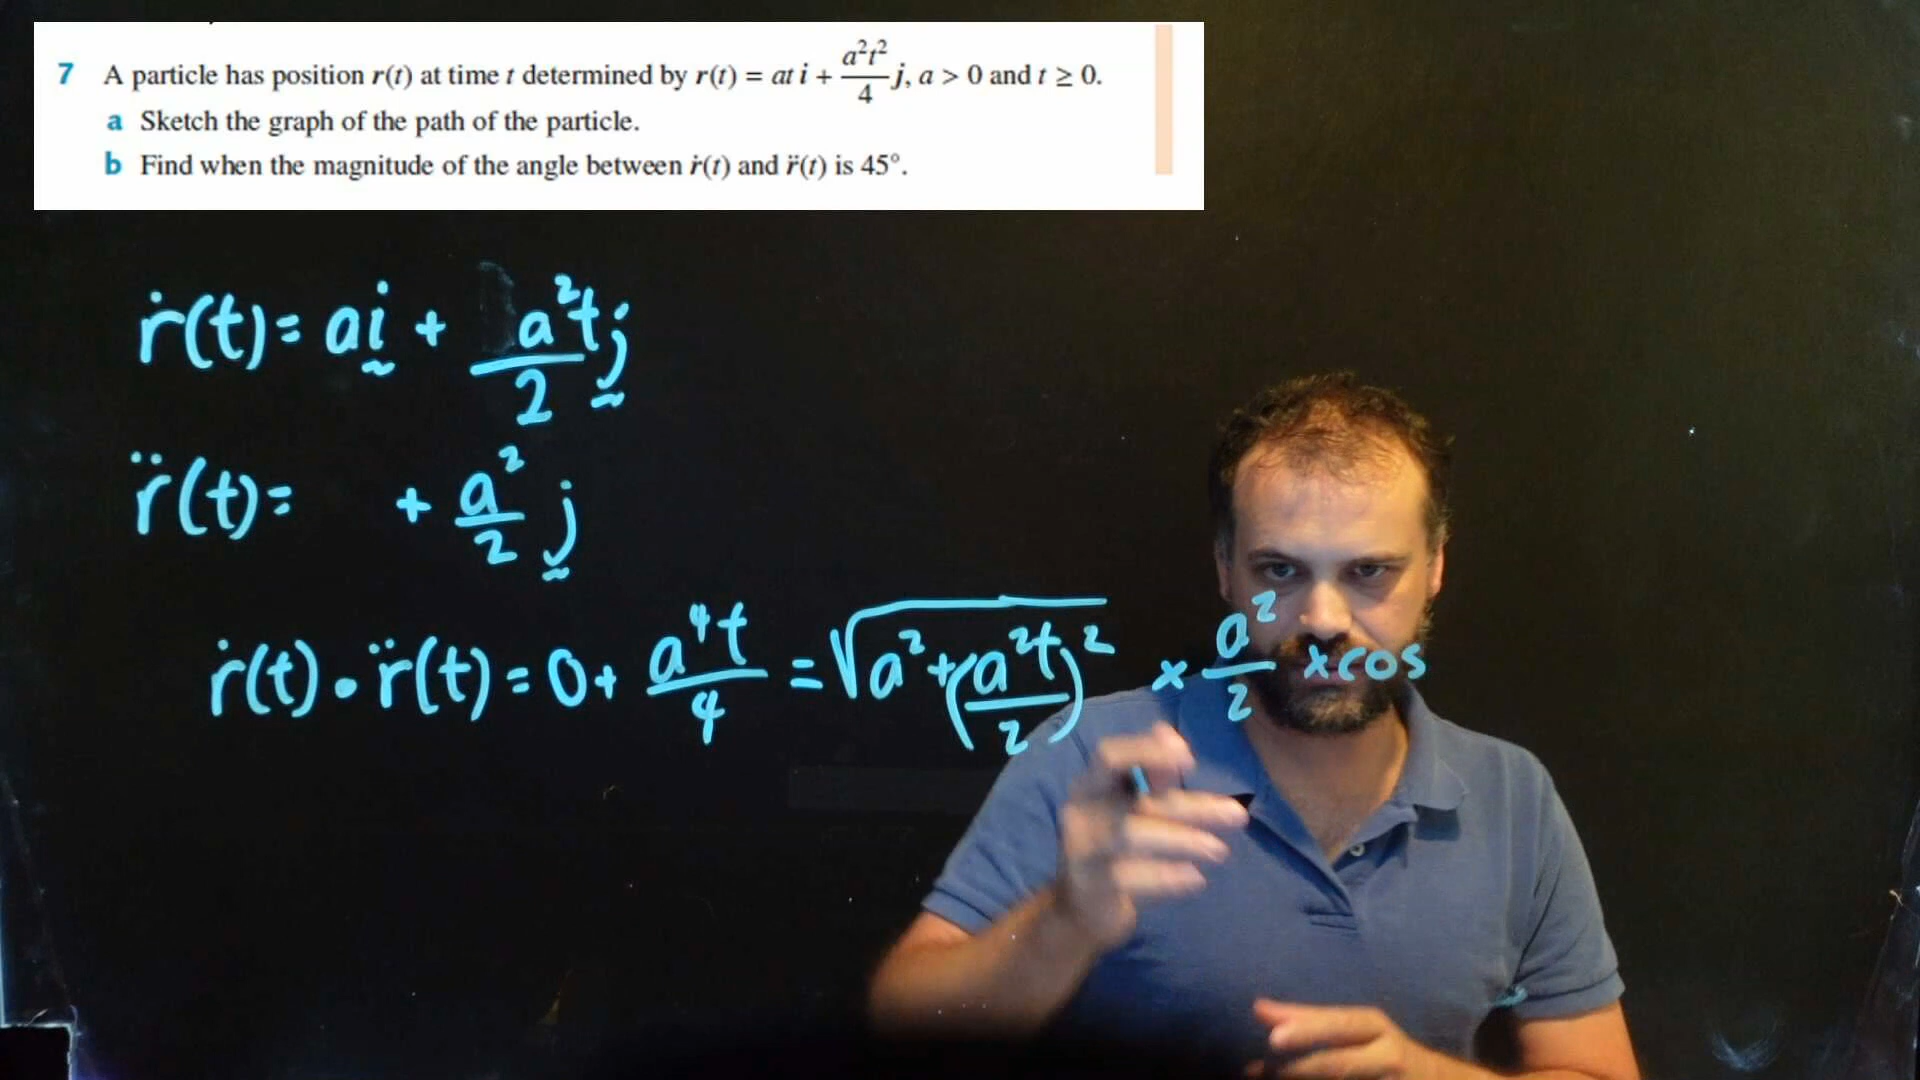 7 A particle has position r(t) at time t determined by r(t) = at i + a²t²/4 j, a > 0 and t ≥ 0.
a Sketch the graph of the path of the particle.
b Find when the magnitude of the angle between ṙ(t) and r̈(t) is 45°.
ṙ(t) = ai + a²t/2 j
r̈(t) = + a²/2 j
ṙ(t) • r̈(t) = 0 + a⁴t/4 = √(a² + (a²t/2)²) × a²/2 × cos